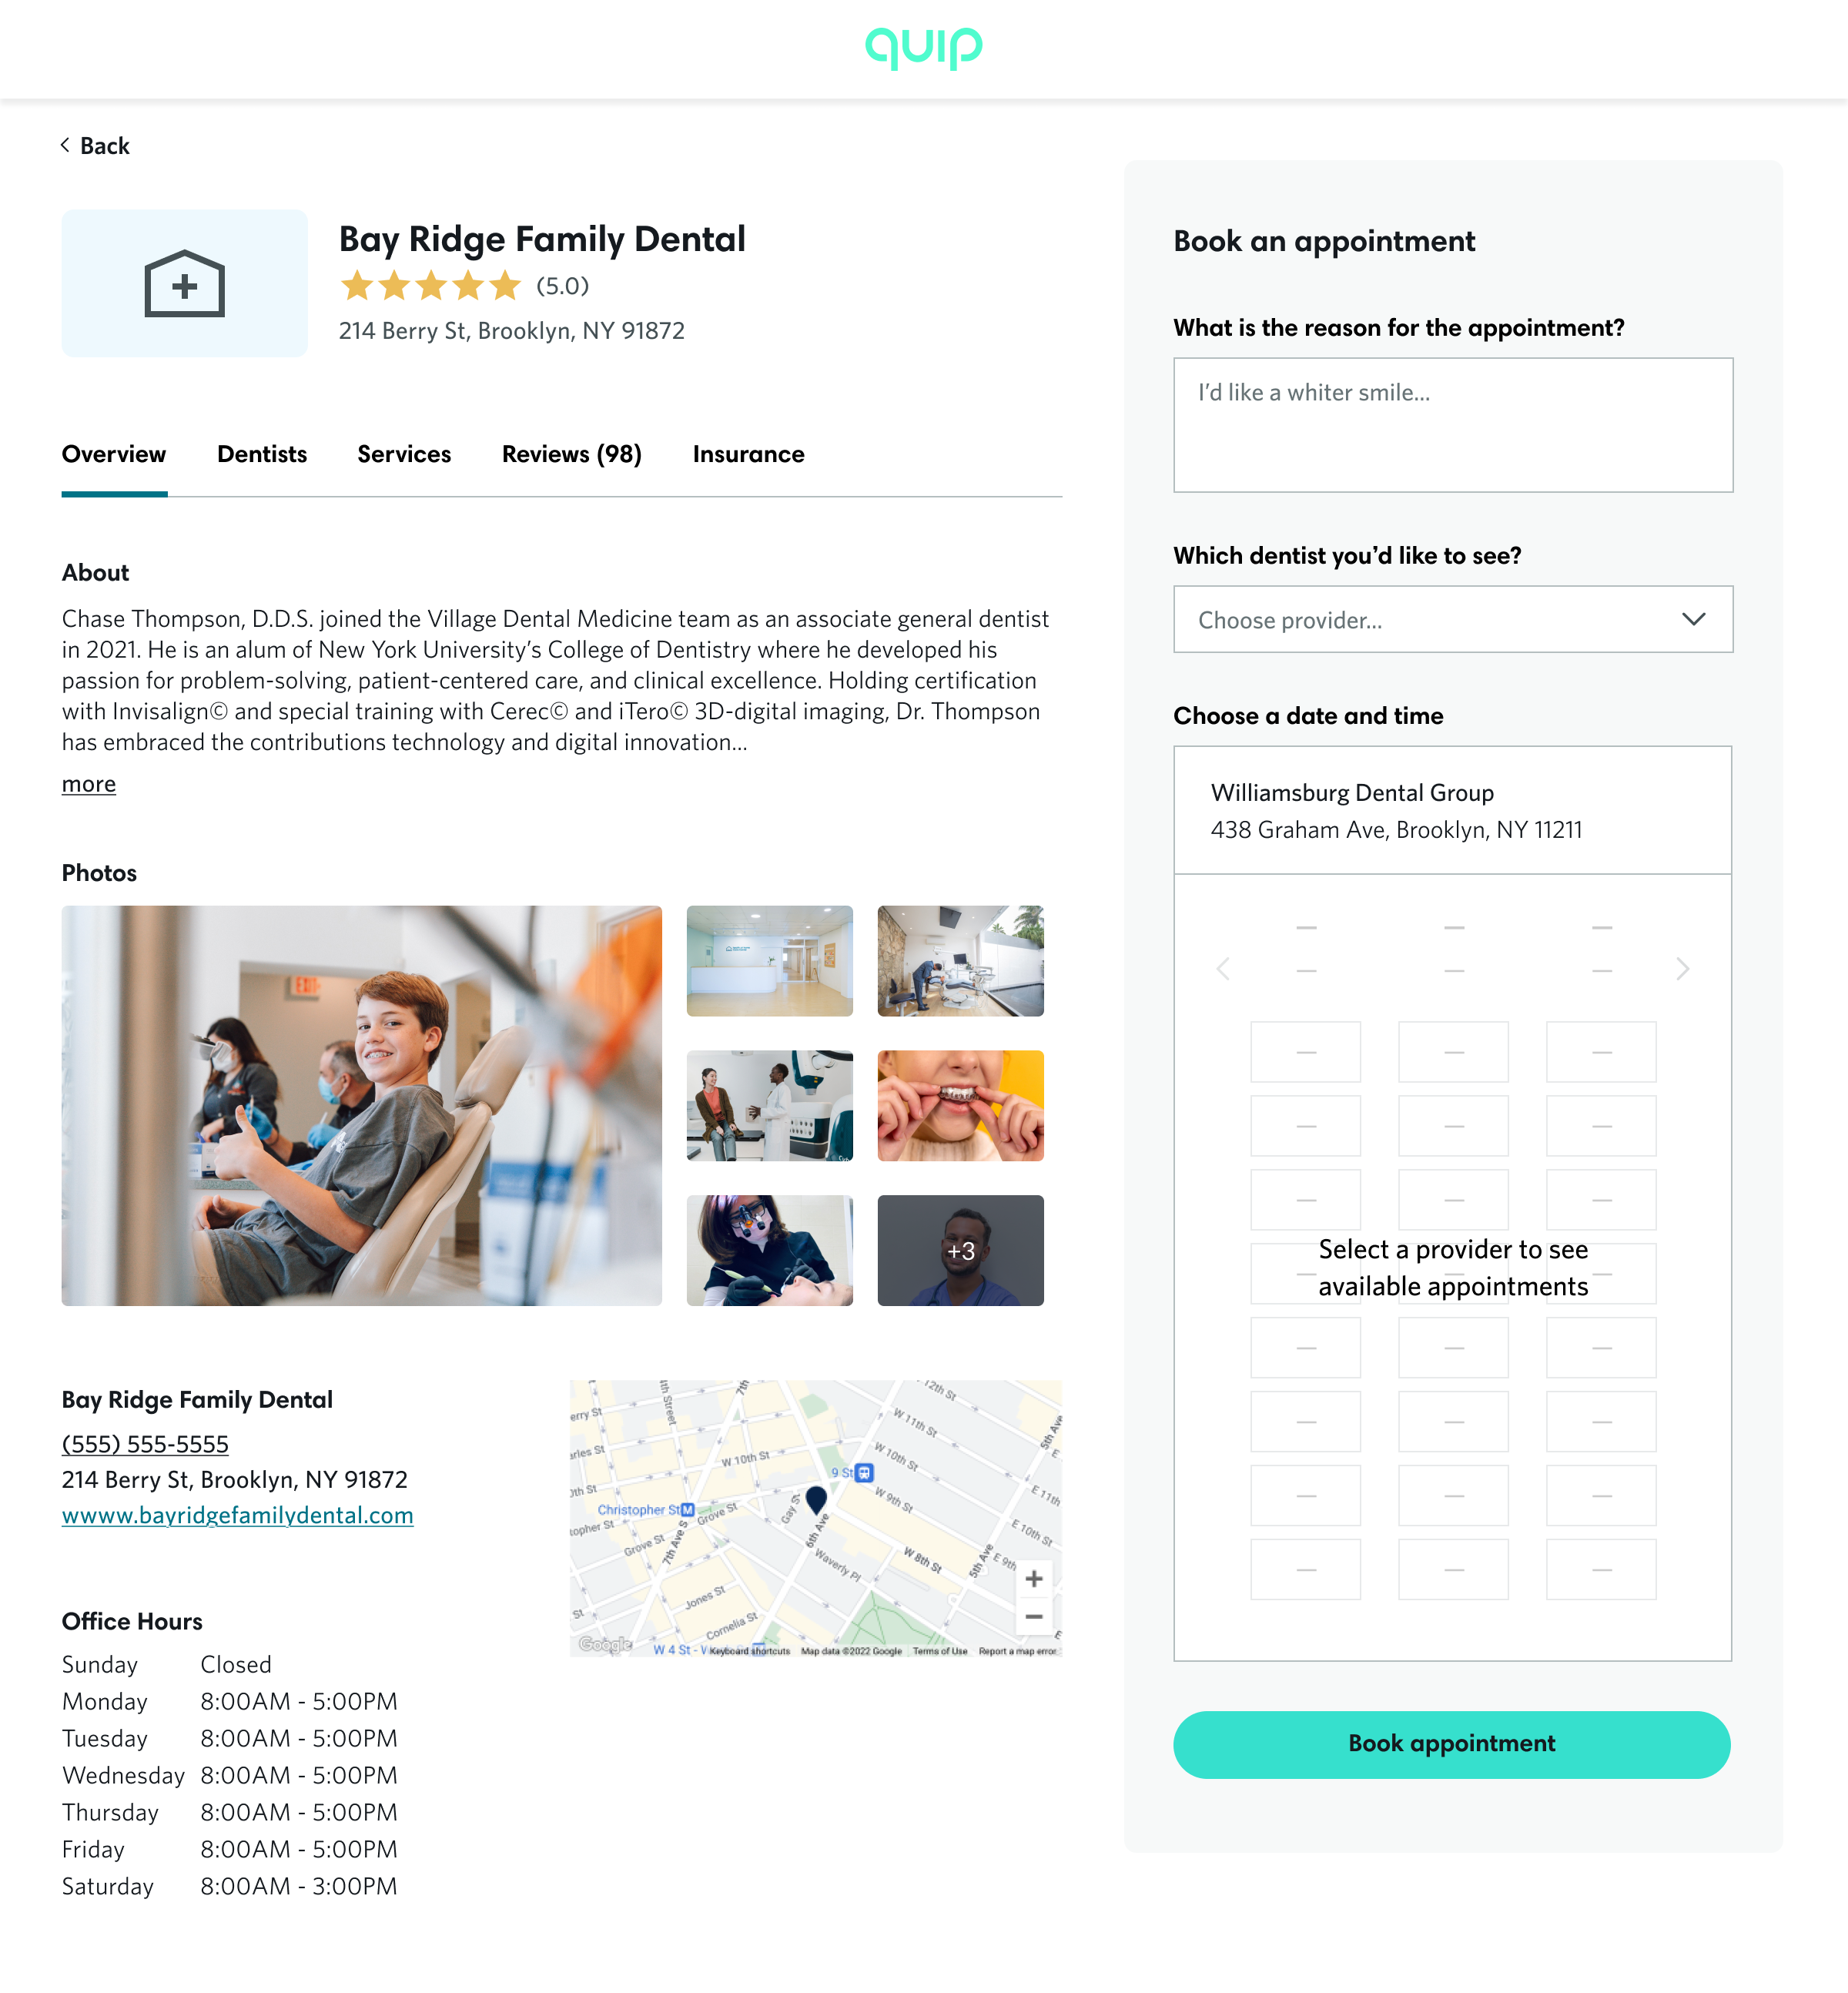 quip
Back
Bay Ridge Family Dental
(5.0)
214 Berry St, Brooklyn, NY 91872
Overview
Dentists
Services
Reviews (98)
Insurance
About
Chase Thompson, D.D.S. joined the Village Dental Medicine team as an associate general dentist
in 2021. He is an alum of New York University’s College of Dentistry where he developed his
passion for problem-solving, patient-centered care, and clinical excellence. Holding certification
with Invisalign© and special training with Cerec© and iTero© 3D-digital imaging, Dr. Thompson
has embraced the contributions technology and digital innovation...
more
Photos
EXIT
+3
Bay Ridge Family Dental
(555) 555-5555
214 Berry St, Brooklyn, NY 91872
wwww.bayridgefamilydental.com
Office Hours
Sunday Closed
Monday 8:00AM - 5:00PM
Tuesday 8:00AM - 5:00PM
Wednesday 8:00AM - 5:00PM
Thursday 8:00AM - 5:00PM
Friday 8:00AM - 5:00PM
Saturday 8:00AM - 3:00PM
4th Street
7th
12th St
W 11th St
5th Ave
W 10th St
W 10th St
9 St
E 11th
Christopher St
M
Grove St
Gay St
W 9th St
6th Ave
E 10th St
Grove St
7th Ave S
Waverly Pl
W 8th St
5th Ave
E 9th
Jones St
Cornelia St
Google
W 4 St - W
Keyboard shortcuts
Map data ©2022 Google
Terms of Use
Report a map error
Book an appointment
What is the reason for the appointment?
I’d like a whiter smile...
Which dentist you’d like to see?
Choose provider...
Choose a date and time
Williamsburg Dental Group
438 Graham Ave, Brooklyn, NY 11211
Select a provider to see
available appointments
Book appointment